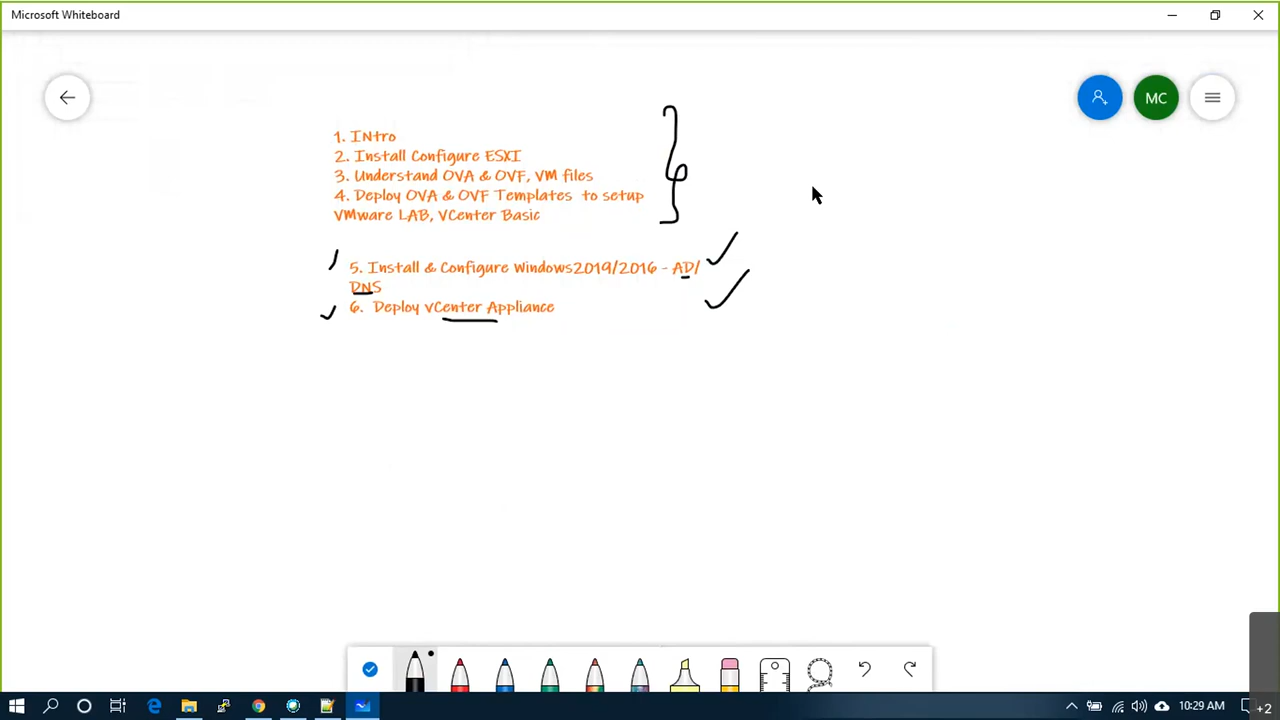 Microsoft Whiteboard
MC
1. INtro
2. Install Configure ESXI
3. Understand OVA & OVF, VM files
4. Deploy OVA & OVF Templates to setup
VMware LAB, VCenter Basic
5. Install & Configure Windows2019/2016 - AD/
DNS
6. Deploy vCenter Appliance
10:29 AM
+2